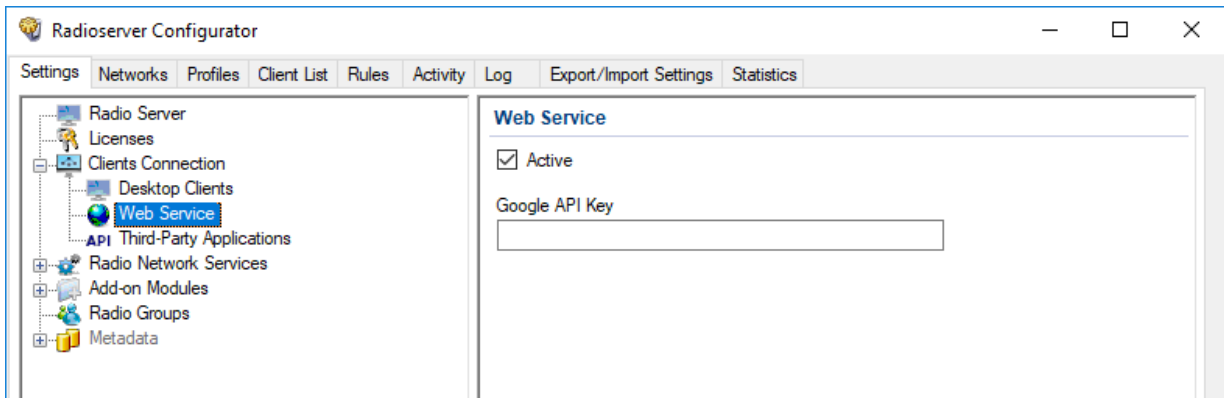 Radioserver Configurator
Settings Networks Profiles Client List Rules Activity Log Export/Import Settings Statistics
Radio Server
Licenses
Clients Connection
Desktop Clients
Web Service
API Third-Party Applications
Radio Network Services
Add-on Modules
Radio Groups
Metadata
Web Service
Active
Google API Key